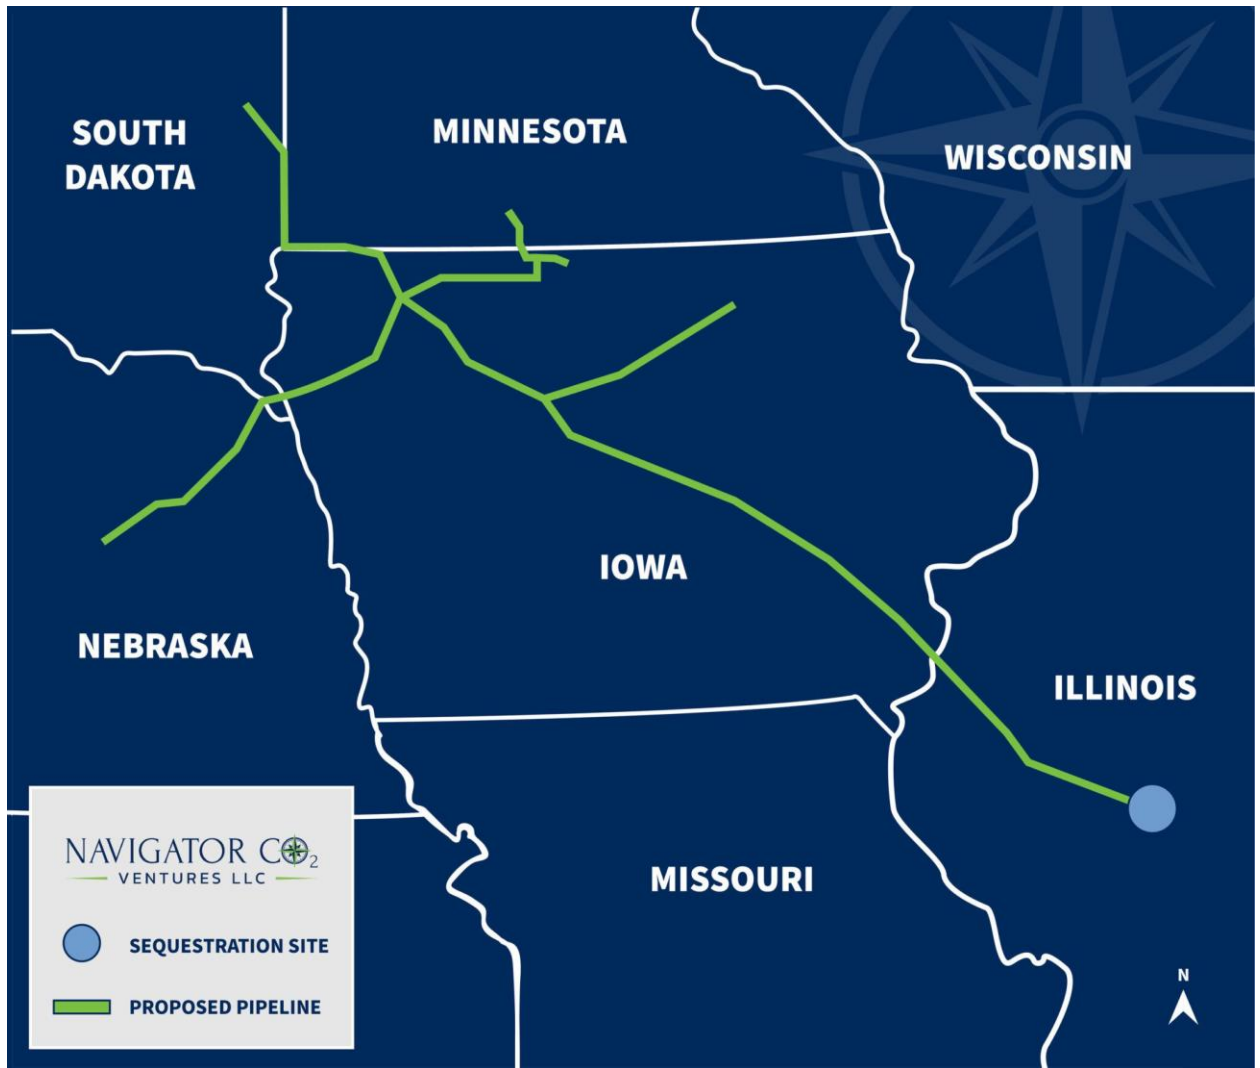 SOUTH
DAKOTA
MINNESOTA
WISCONSIN
IOWA
NEBRASKA
ILLINOIS
MISSOURI
NAVIGATOR CO2
VENTURES LLC
SEQUESTRATION SITE
PROPOSED PIPELINE
N